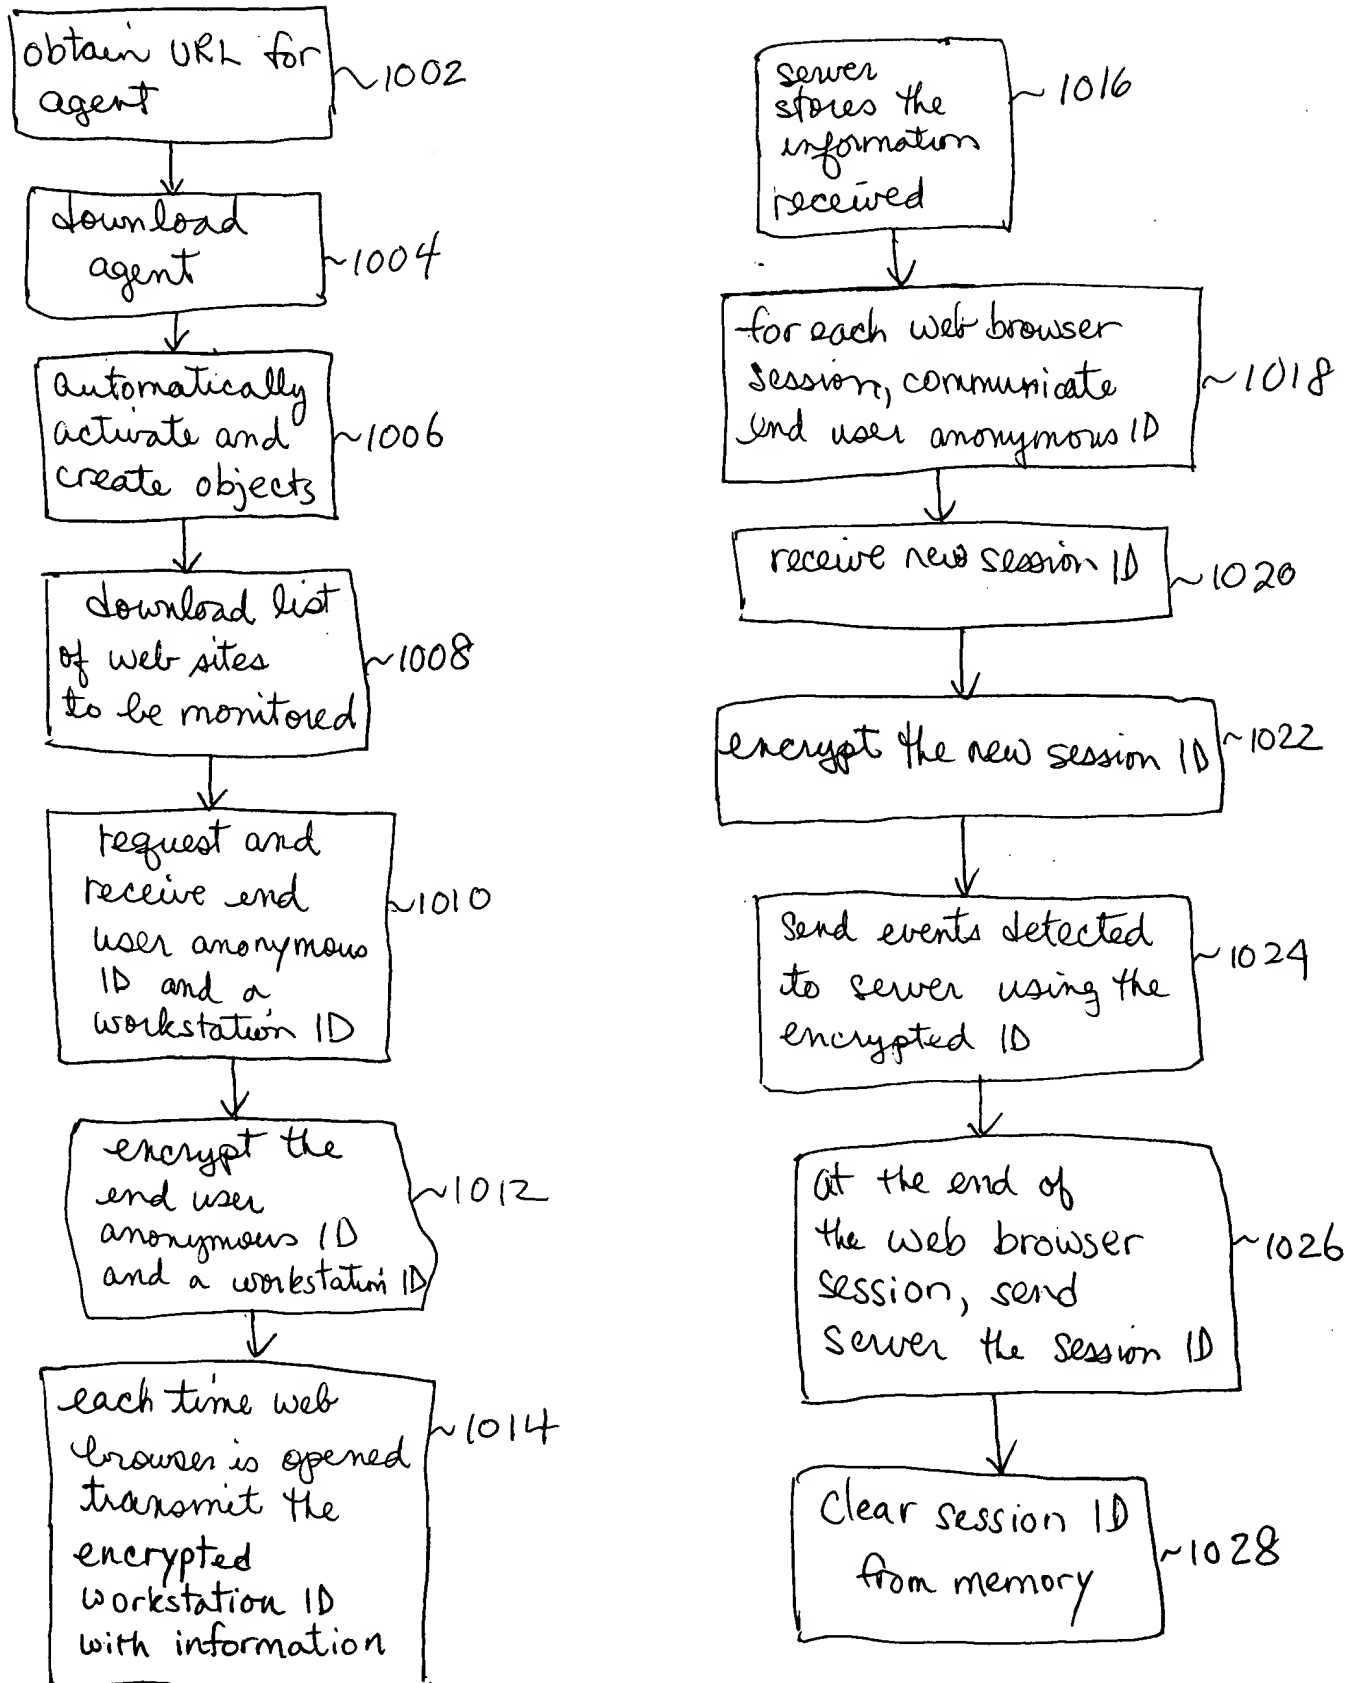 obtain URL for
agent
1002
download
agent
1004
automatically
activate and
create objects
1006
download list
of web sites
to be monitored
1008
request and
receive end
user anonymous
ID and a
workstation ID
1010
encrypt the
end user
anonymous ID
and a workstation ID
1012
each time web
browser is opened
transmit the
encrypted
workstation ID
with information
1014
server
stores the
information
received
1016
for each web browser
session, communicate
end user anonymous ID
1018
receive new session ID
1020
encrypt the new session ID
1022
send events detected
to server using the
encrypted ID
1024
at the end of
the web browser
session, send
server the session ID
1026
Clear session ID
from memory
1028